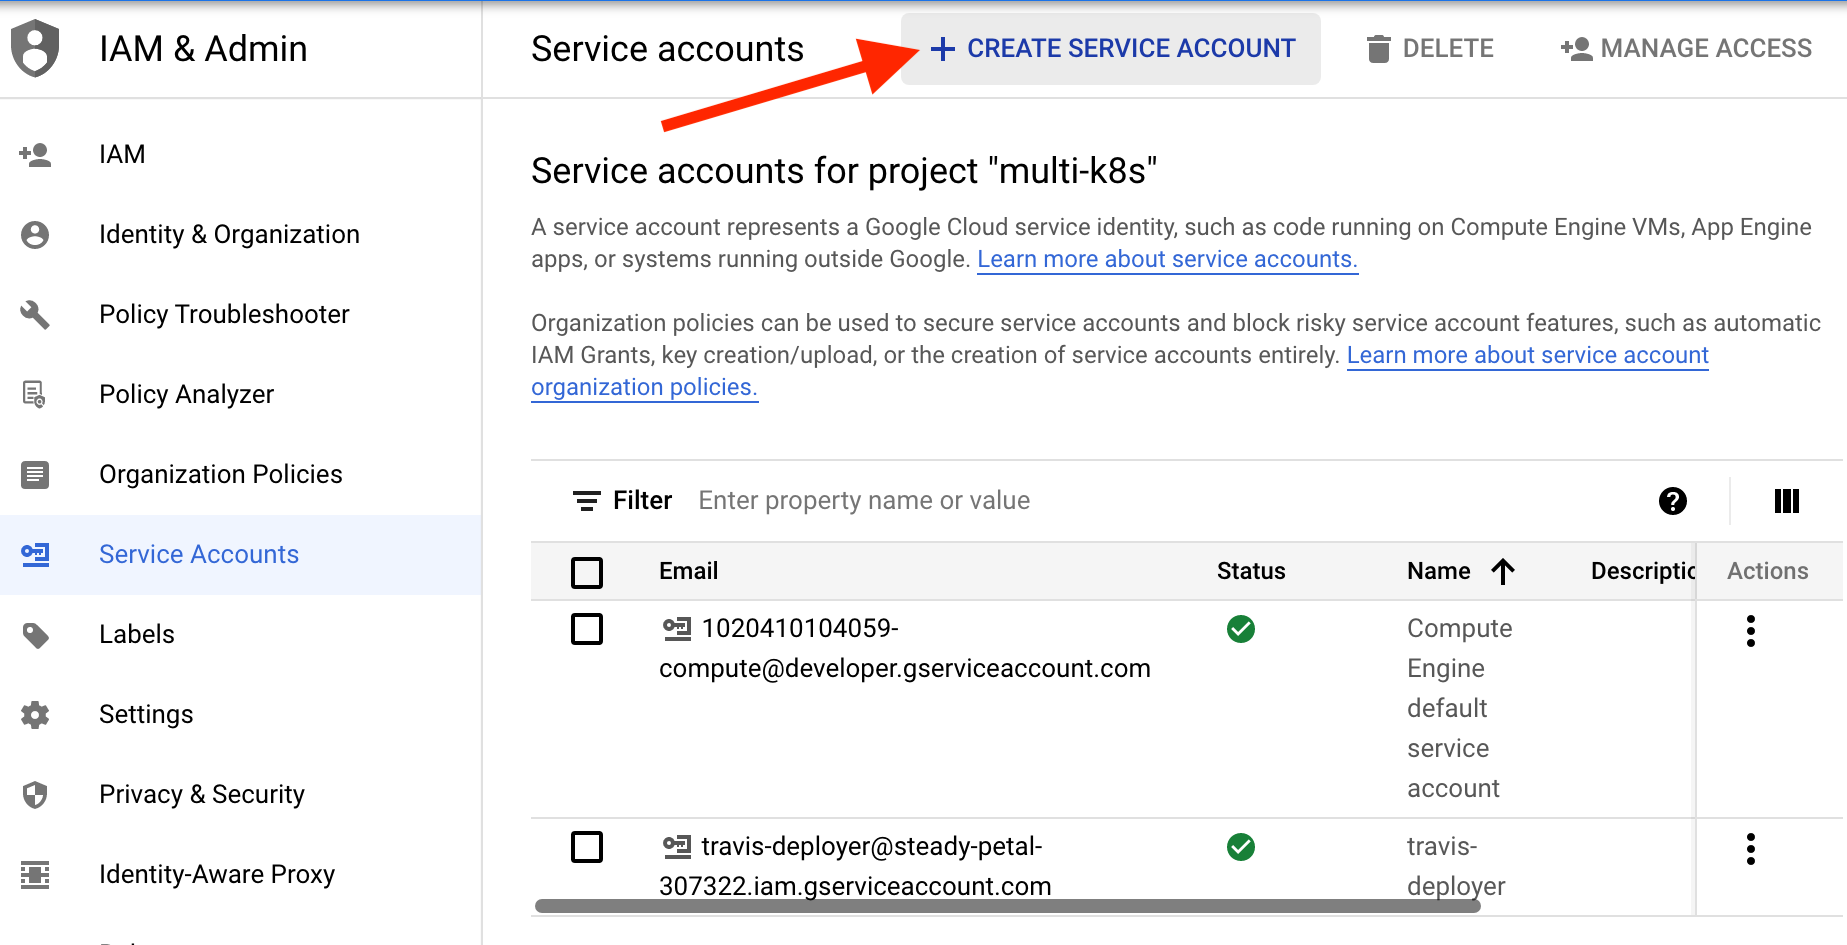 IAM & Admin
Service accounts
CREATE SERVICE ACCOUNT
DELETE
MANAGE ACCESS
IAM
Identity & Organization
Policy Troubleshooter
Policy Analyzer
Organization Policies
Service Accounts
Labels
Settings
Privacy & Security
Identity-Aware Proxy
Service accounts for project "multi-k8s"
A service account represents a Google Cloud service identity, such as code running on Compute Engine VMs, App Engine
apps, or systems running outside Google. Learn more about service accounts.
Organization policies can be used to secure service accounts and block risky service account features, such as automatic
IAM Grants, key creation/upload, or the creation of service accounts entirely. Learn more about service account
organization policies.
Filter Enter property name or value
Email Status Name Descriptio Actions
1020410104059-
compute@developer.gserviceaccount.com
Compute
Engine
default
service
account
travis-deployer@steady-petal-
307322.iam.gserviceaccount.com
travis-
deployer